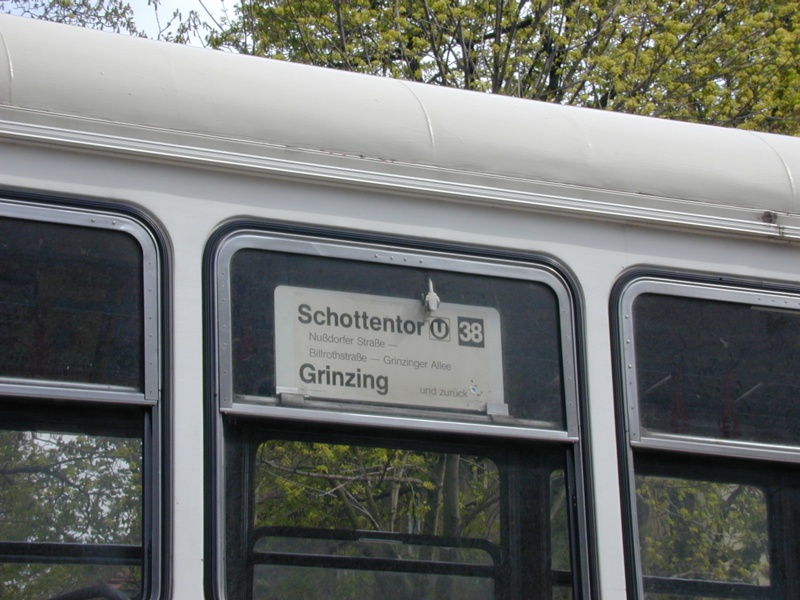 Schottentor U 38
Nußdorfer Straße —
Billrothstraße — Grinzinger Allee
Grinzing und zurück